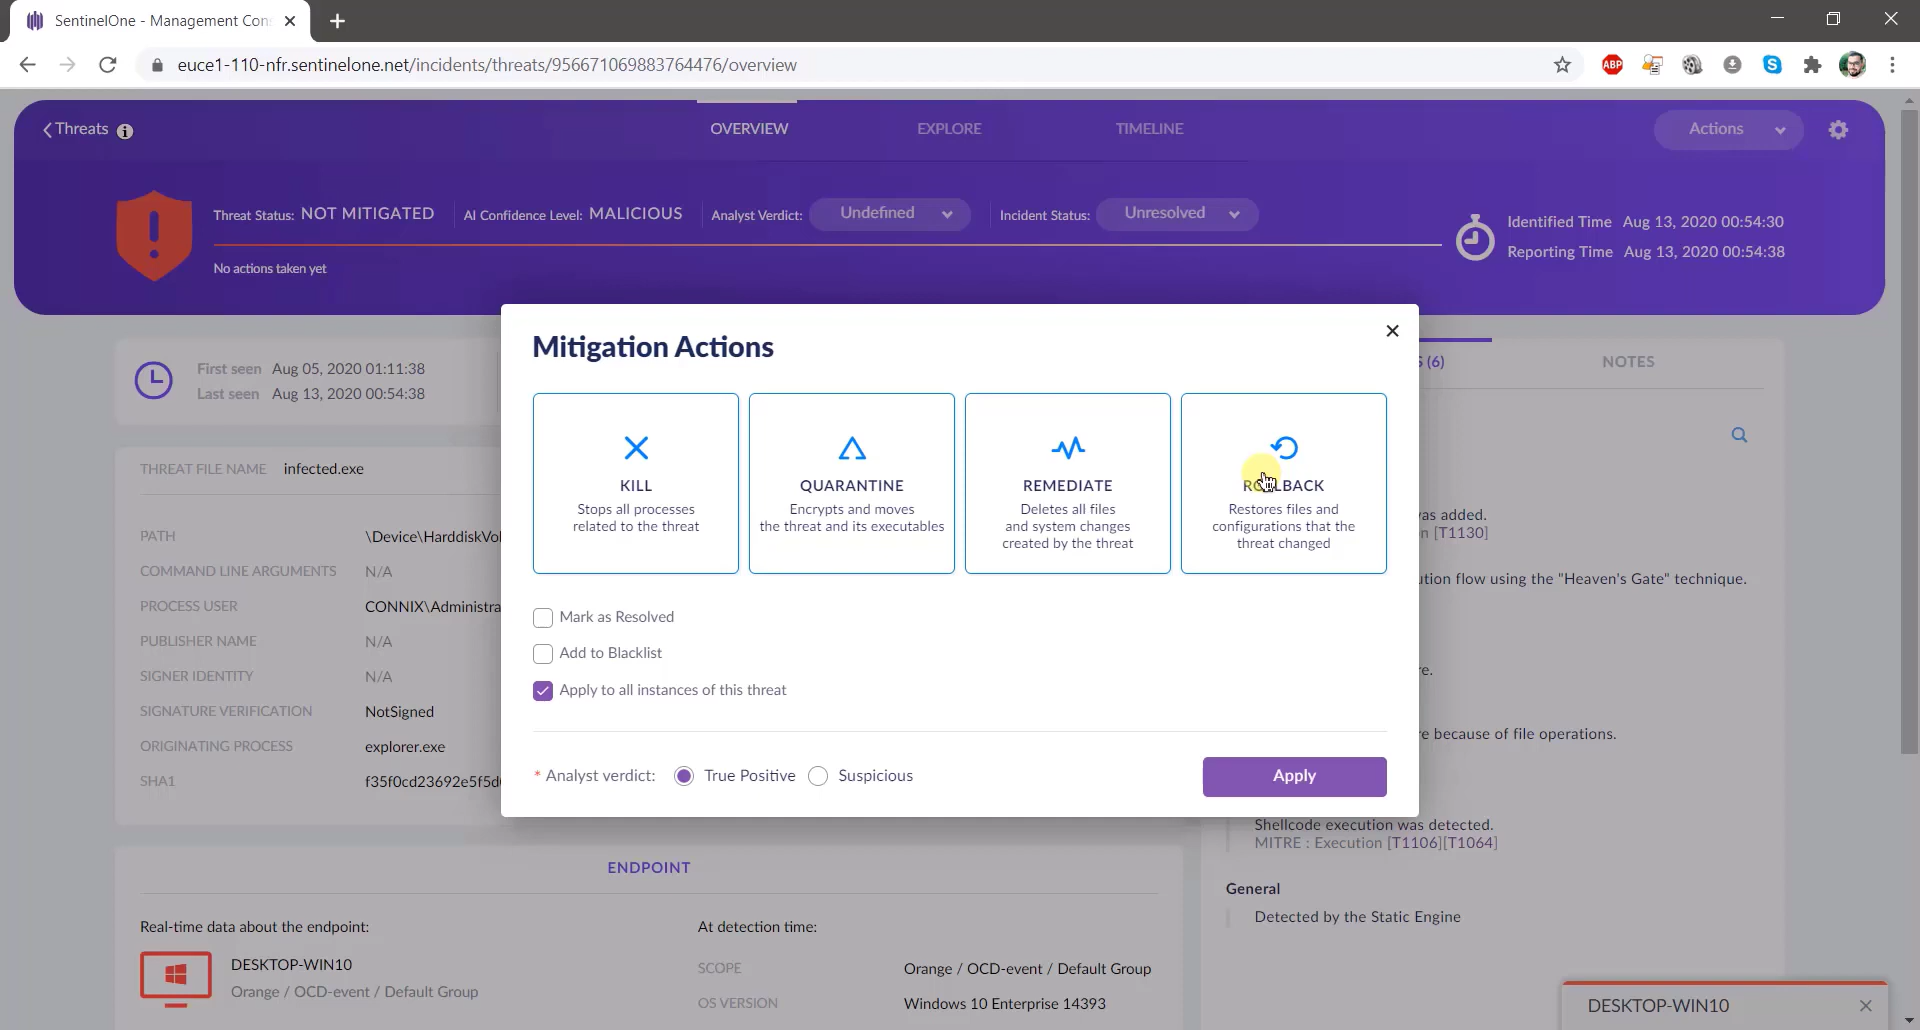 SentinelOne - Management Con
euce1-110-nfr.sentinelone.net/incidents/threats/956671069883764476/overview
ABP
Threats
OVERVIEW
EXPLORE
TIMELINE
Actions
Threat Status: NOT MITIGATED
AI Confidence Level: MALICIOUS
Analyst Verdict: Undefined
Incident Status: Unresolved
No actions taken yet
Identified Time Aug 13, 2020 00:54:30
Reporting Time Aug 13, 2020 00:54:38
First seen Aug 05, 2020 01:11:38
Last seen Aug 13, 2020 00:54:38
THREAT FILE NAME infected.exe
PATH \Device\HarddiskVol
COMMAND LINE ARGUMENTS N/A
PROCESS USER CONNIX\Administra
PUBLISHER NAME N/A
SIGNER IDENTITY N/A
SIGNATURE VERIFICATION NotSigned
ORIGINATING PROCESS explorer.exe
SHA1 f35f0cd23692e5f5d
Mitigation Actions
KILL
Stops all processes
related to the threat
QUARANTINE
Encrypts and moves
the threat and its executables
REMEDIATE
Deletes all files
and system changes
created by the threat
ROLLBACK
Restores files and
configurations that the
threat changed
Mark as Resolved
Add to Blacklist
Apply to all instances of this threat
* Analyst verdict: True Positive Suspicious
Apply
S (6)
NOTES
was added.
n [T1130]
ution flow using the "Heaven's Gate" technique.
re.
re because of file operations.
Shellcode execution was detected.
MITRE : Execution [T1106][T1064]
General
Detected by the Static Engine
ENDPOINT
Real-time data about the endpoint:
DESKTOP-WIN10
Orange / OCD-event / Default Group
At detection time:
SCOPE Orange / OCD-event / Default Group
OS VERSION Windows 10 Enterprise 14393
DESKTOP-WIN10